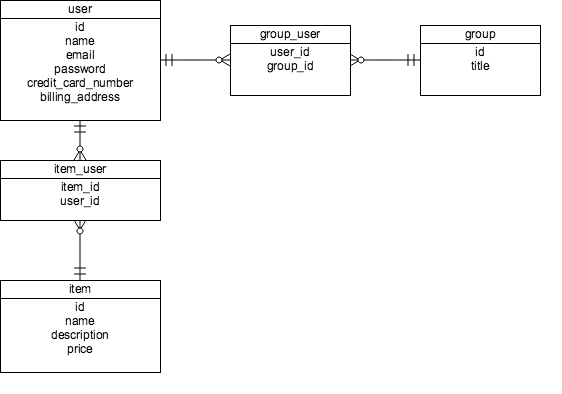 user
id
name
email
password
credit_card_number
billing_address
group_user
user_id
group_id
group
id
title
item_user
item_id
user_id
item
id
name
description
price